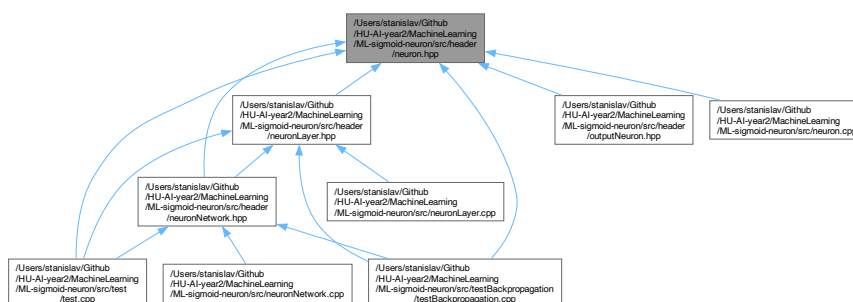 /Users/stanislav/Github
/HU-AI-year2/MachineLearning
/ML-sigmoid-neuron/src/header
/neuron.hpp
/Users/stanislav/Github
/HU-AI-year2/MachineLearning
/ML-sigmoid-neuron/src/header
/neuronLayer.hpp
/Users/stanislav/Github
/HU-AI-year2/MachineLearning
/ML-sigmoid-neuron/src/header
/outputNeuron.hpp
/Users/stanislav/Github
/HU-AI-year2/MachineLearning
/ML-sigmoid-neuron/src/neuron.cpp
/Users/stanislav/Github
/HU-AI-year2/MachineLearning
/ML-sigmoid-neuron/src/header
/neuronNetwork.hpp
/Users/stanislav/Github
/HU-AI-year2/MachineLearning
/ML-sigmoid-neuron/src/neuronLayer.cpp
/Users/stanislav/Github
/HU-AI-year2/MachineLearning
/ML-sigmoid-neuron/src/test
/test.cpp
/Users/stanislav/Github
/HU-AI-year2/MachineLearning
/ML-sigmoid-neuron/src/neuronNetwork.cpp
/Users/stanislav/Github
/HU-AI-year2/MachineLearning
/ML-sigmoid-neuron/src/testBackpropagation
/testBackpropagation.cpp